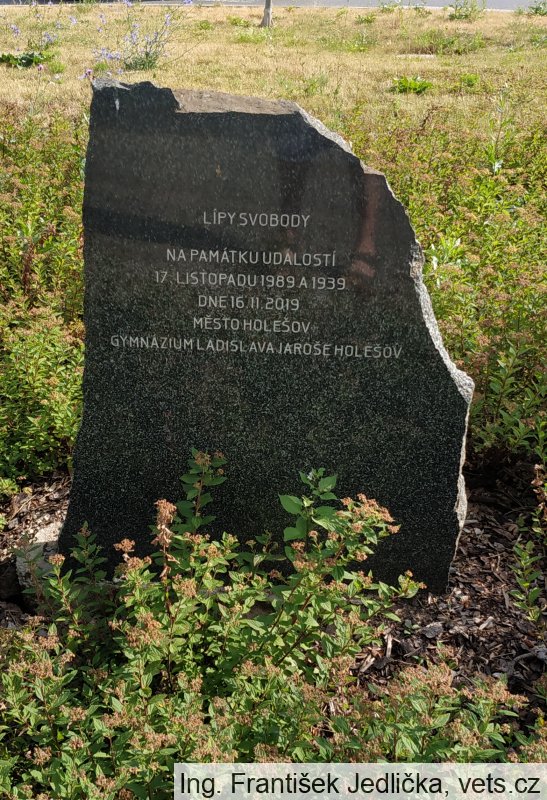 LÍPY SVOBODY
NA PAMÁTKU UDÁLOSTÍ
17. LISTOPADU 1989 A 1939
DNE 16.11.2019
MĚSTO HOLEŠOV
GYMNÁZIUM LADISLAVA JAROŠE HOLEŠOV
Ing. František Jedlička, vets.cz